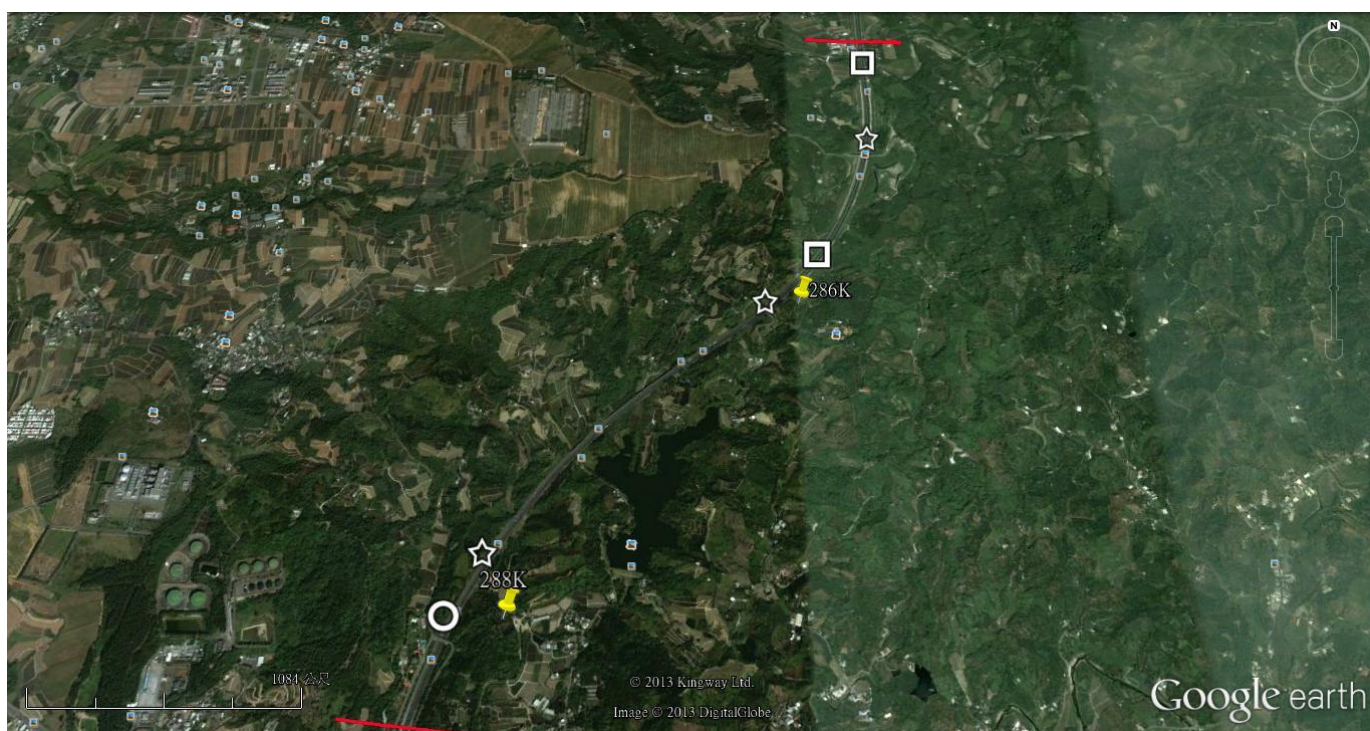 N
286K
288K
1084 公尺
© 2013 Kingway Ltd.
Image © 2013 DigitalGlobe
Google earth